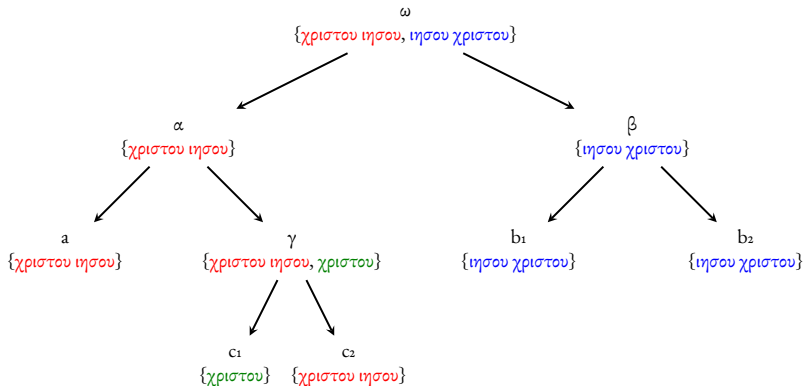 ω
{χριστου ιησου, ιησου χριστου}
α
{χριστου ιησου}
β
{ιησου χριστου}
a
{χριστου ιησου}
γ
{χριστου ιησου, χριστου}
b1
{ιησου χριστου}
b2
{ιησου χριστου}
c1
{χριστου}
c2
{χριστου ιησου}